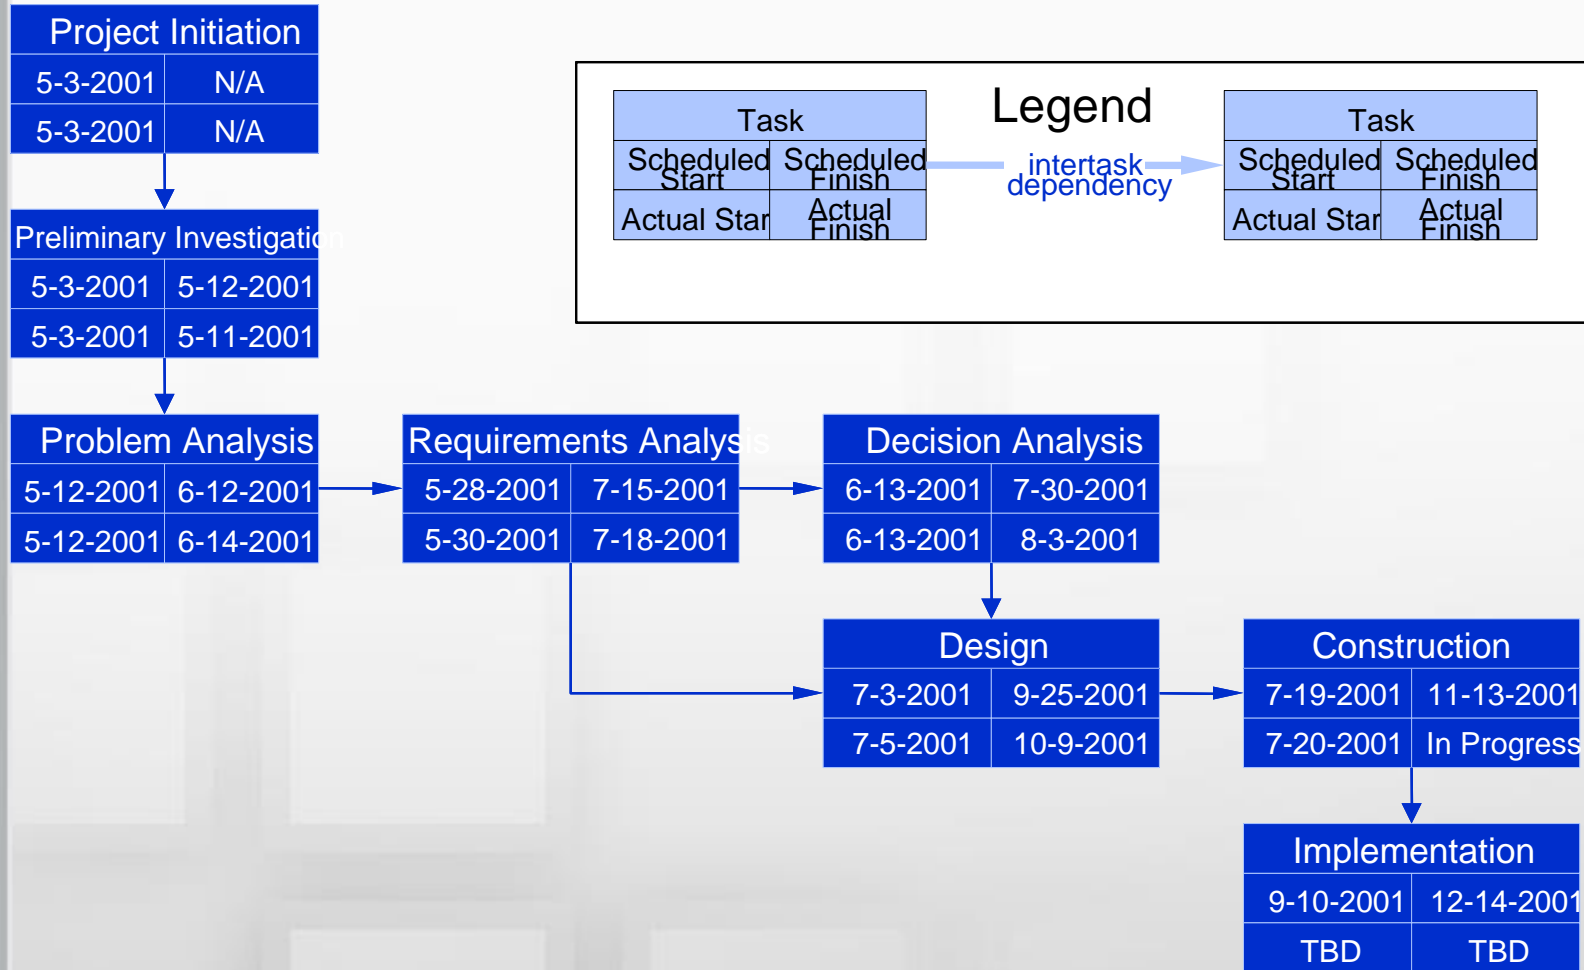 Project Initiation
5-3-2001 N/A
5-3-2001 N/A
Legend
Task
Scheduled Start Scheduled Finish
Actual Star Actual Finish
intertask
dependency
Task
Scheduled Start Scheduled Finish
Actual Star Actual Finish
Preliminary Investigation
5-3-2001 5-12-2001
5-3-2001 5-11-2001
Problem Analysis
5-12-2001 6-12-2001
5-12-2001 6-14-2001
Requirements Analysis
5-28-2001 7-15-2001
5-30-2001 7-18-2001
Decision Analysis
6-13-2001 7-30-2001
6-13-2001 8-3-2001
Design
7-3-2001 9-25-2001
7-5-2001 10-9-2001
Construction
7-19-2001 11-13-2001
7-20-2001 In Progress
Implementation
9-10-2001 12-14-2001
TBD TBD